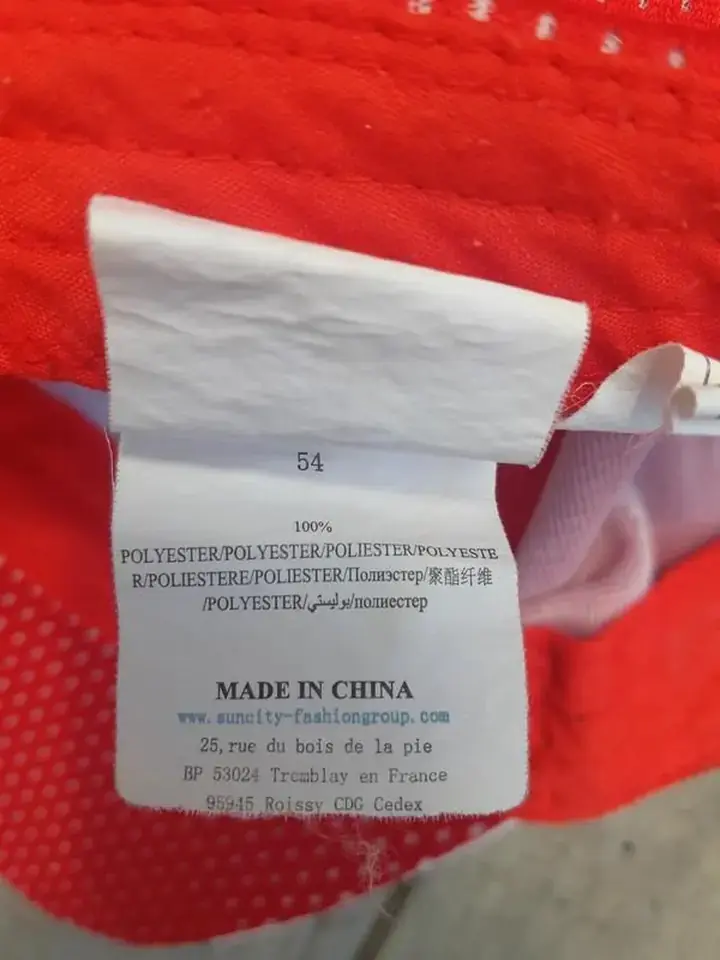 54
100%
POLYESTER/POLYESTER/POLIESTER/POLYESTE
R/POLIESTERE/POLIESTER/Полиэстер/聚酯纤维
/POLYESTER/بوليستي/полиестер
MADE IN CHINA
www.suncity-fashiongroup.com
25, rue du bois de la pie
BP 53024 Tremblay en France
95945 Roissy CDG Cedex